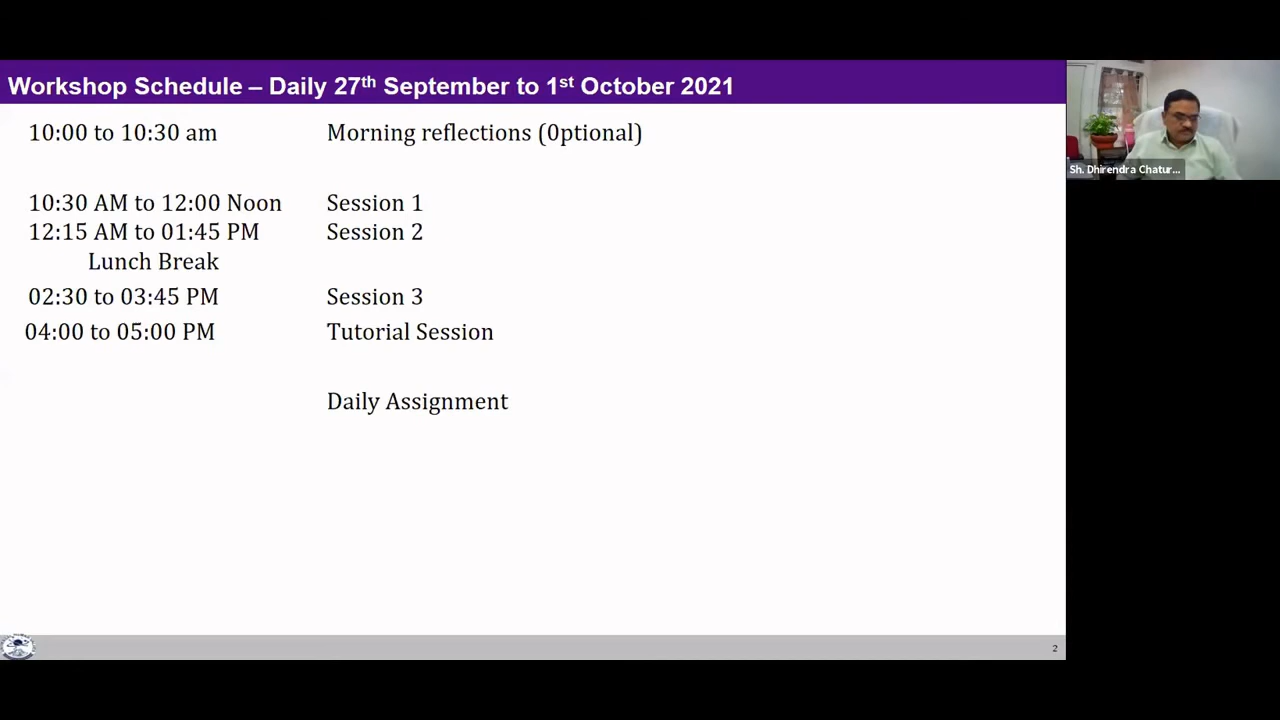 Workshop Schedule – Daily 27th September to 1st October 2021
10:00 to 10:30 am Morning reflections (0ptional)
10:30 AM to 12:00 Noon Session 1
12:15 AM to 01:45 PM Session 2
Lunch Break
02:30 to 03:45 PM Session 3
04:00 to 05:00 PM Tutorial Session
Daily Assignment
Sh. Dhirendra Chatur...
2